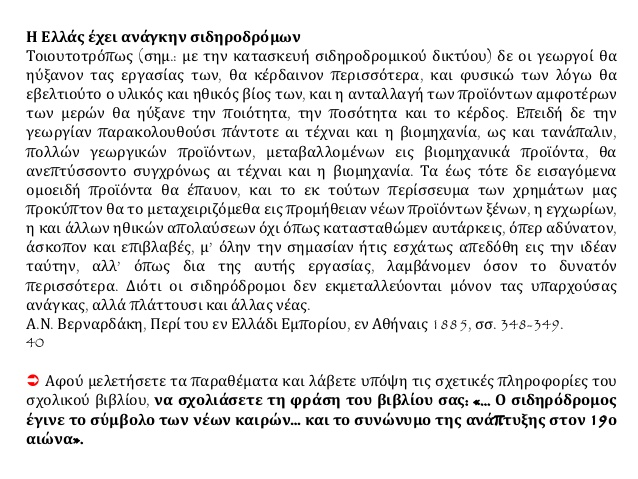 Η Ελλάς έχει ανάγκην σιδηροδρόμων
Τοιουτοτρόπως (σημ.: με την κατασκευή σιδηροδρομικού δικτύου) δε οι γεωργοί θα
ηύξανον τας εργασίας των, θα κέρδαινον περισσότερα, και φυσικώ των λόγω θα
εβελτιούτο ο υλικός και ηθικός βίος των, και η ανταλλαγή των προϊόντων αμφοτέρων
των μερών θα ηύξανε την ποιότητα, την ποσότητα και το κέρδος. Επειδή δε την
γεωργίαν παρακολουθούσι πάντοτε αι τέχναι και η βιομηχανία, ως και τανάπαλιν,
πολλών γεωργικών προϊόντων, μεταβαλλομένων εις βιομηχανικά προϊόντα, θα
ανεπτύσσοντο συγχρόνως αι τέχναι και η βιομηχανία. Τα έως τότε δε εισαγόμενα
ομοειδή προϊόντα θα έπαυον, και το εκ τούτων περίσσευμα των χρημάτων μας
προκύπτον θα το μεταχειριζόμεθα εις προμήθειαν νέων προϊόντων ξένων, η εγχωρίων,
η και άλλων ηθικών απολαύσεων όχι όπως κατασταθώμεν αυτάρκεις, όπερ αδύνατον,
άσκοπον και επιβλαβές, μ’ όλην την σημασίαν ήτις εσχάτως απεδόθη εις την ιδέαν
ταύτην, αλλ’ όπως δια της αυτής εργασίας, λαμβάνομεν όσον το δυνατόν
περισσότερα. Διότι οι σιδηρόδρομοι δεν εκμεταλλεύονται μόνον τας υπαρχούσας
ανάγκας, αλλά πλάττουσι και άλλας νέας.
Α.Ν. Βερναρδάκη, Περί του εν Ελλάδι Εμπορίου, εν Αθήναις 1885, σσ. 348-349.
40
➲ Αφού μελετήσετε τα παραθέματα και λάβετε υπόψη τις σχετικές πληροφορίες του
σχολικού βιβλίου, να σχολιάσετε τη φράση του βιβλίου σας: «... Ο σιδηρόδρομος
έγινε το σύμβολο των νέων καιρών... και το συνώνυμο της ανάπτυξης στον 19ο
αιώνα».